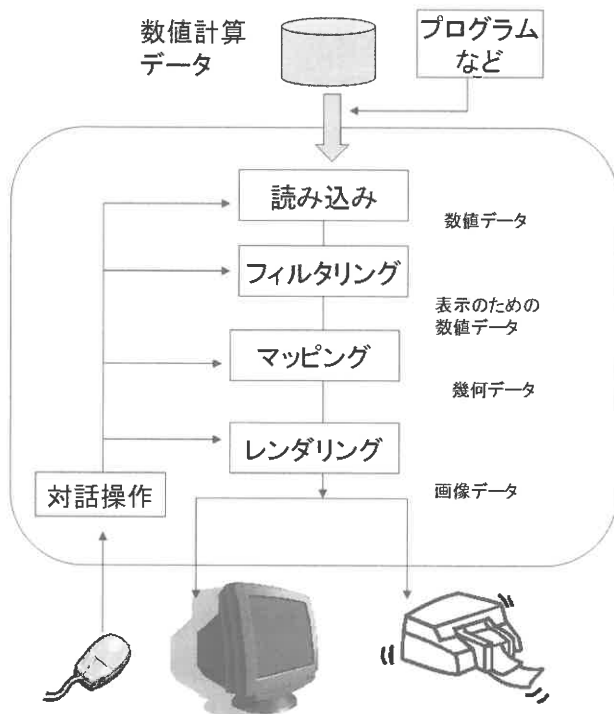 数値計算
データ
プログラム
など
読み込み
数値データ
フィルタリング
表示のための
数値データ
マッピング
幾何データ
レンダリング
画像データ
対話操作